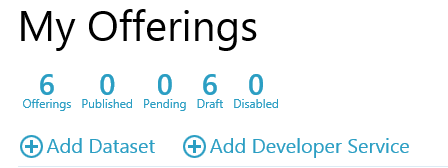 My Offerings
6 0 0 6 0
Offerings Published Pending Draft Disabled
Add Dataset Add Developer Service